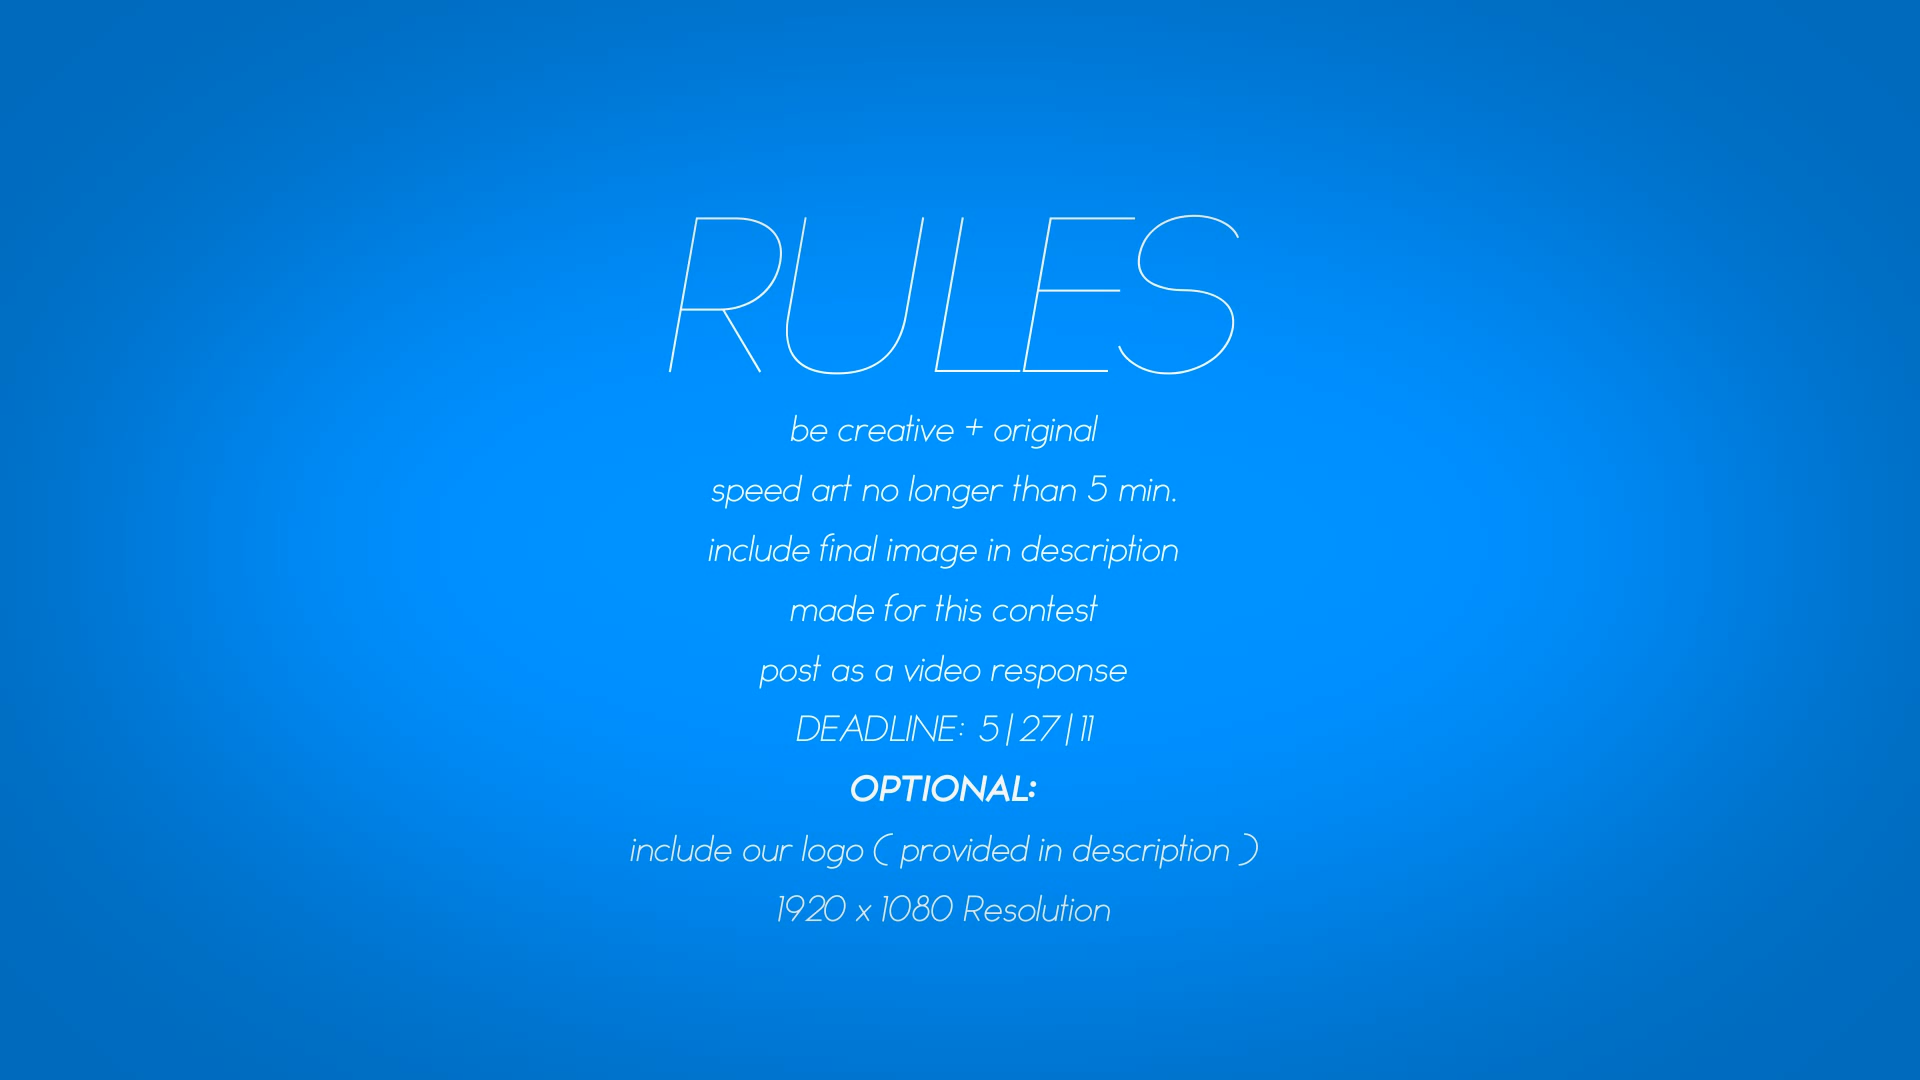 RULES
be creative + original
speed art no longer than 5 min.
include final image in description
made for this contest
post as a video response
DEADLINE: 5|27|11
OPTIONAL:
include our logo ( provided in description )
1920 x 1080 Resolution